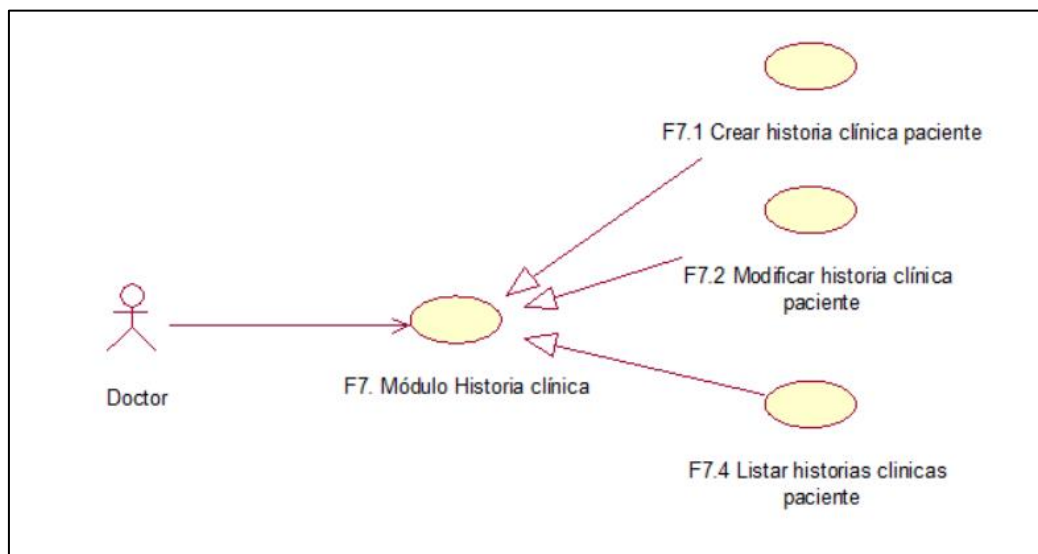 F7.1 Crear historia clínica paciente
F7.2 Modificar historia clínica
paciente
Doctor
F7. Módulo Historia clínica
F7.4 Listar historias clinicas
paciente